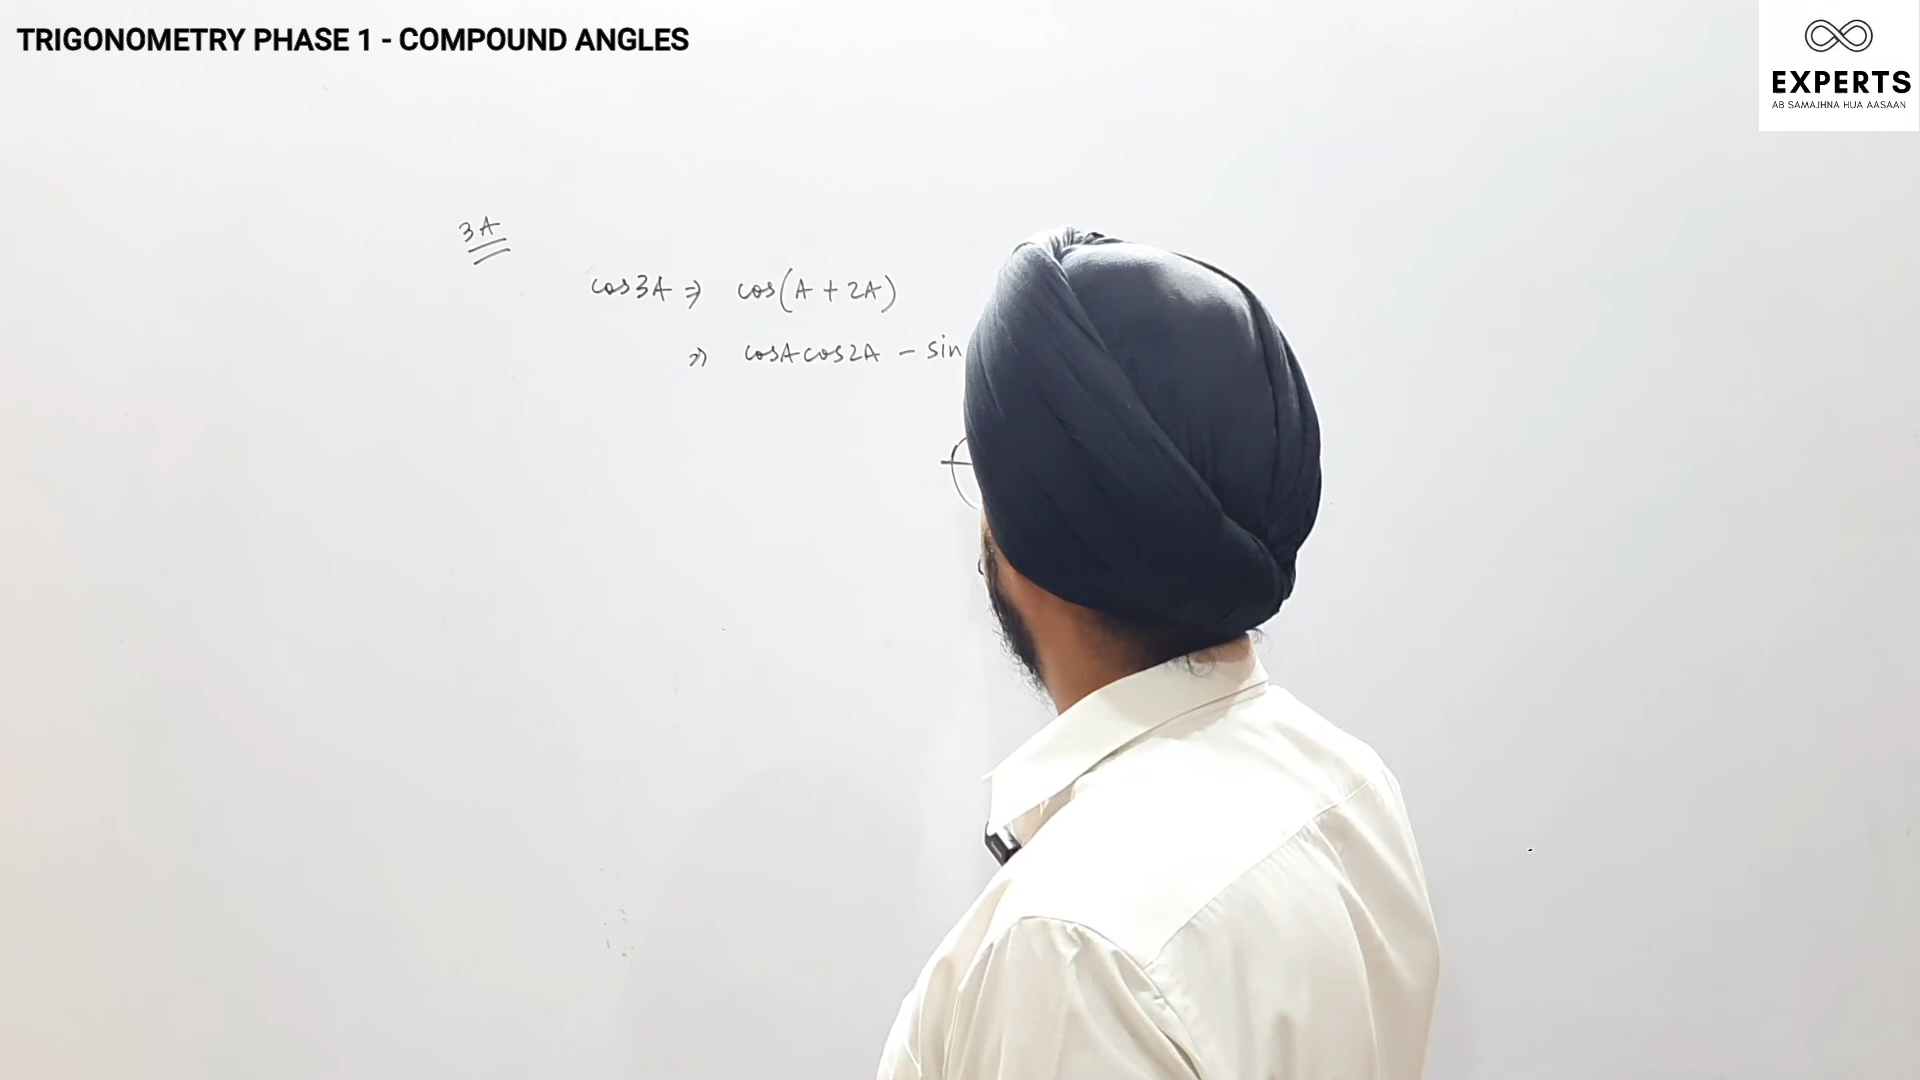 TRIGONOMETRY PHASE 1 - COMPOUND ANGLES
EXPERTS
AB SAMAJHNA HUA AASAAN
3A
cos3A ⇒ cos(A + 2A)
⇒ cosAcos2A - sin